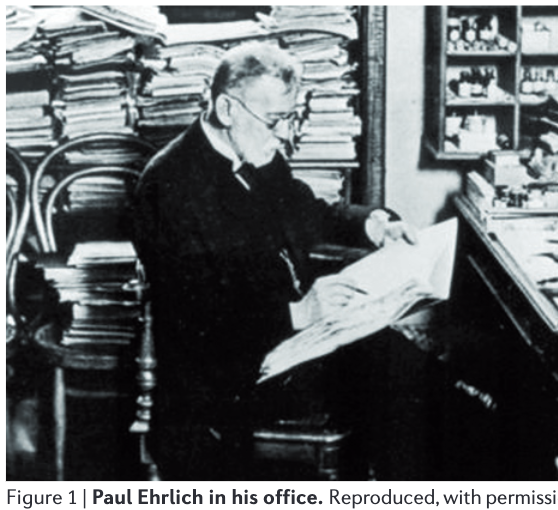 Figure 1 | Paul Ehrlich in his office. Reproduced, with permissi